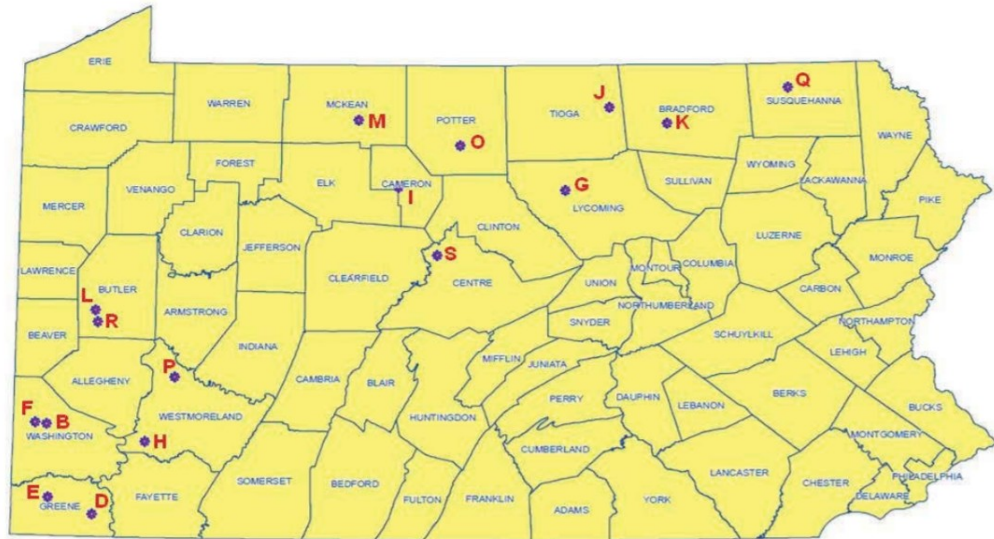 ERIE
CRAWFORD
WARREN
MCKEAN
M
POTTER
O
TIOGA
J
BRADFORD
K
Q
SUSQUEHANNA
WAYNE
WYOMING
LACKAWANNA
SULLIVAN
PIKE
FOREST
VENANGO
MERCER
ELK
CAMERON
I
G
LYCOMING
CLINTON
CLARION
JEFFERSON
CLEARFIELD
S
CENTRE
UNION
MONTOUR
COLUMBIA
LUZERNE
MONROE
CARBON
LAWRENCE
BUTLER
L
R
ARMSTRONG
NORTHUMBERLAND
SNYDER
SCHUYLKILL
NORTHAMPTON
LEHIGH
BEAVER
INDIANA
ALLEGHENY
P
WESTMORELAND
H
CAMBRIA
BLAIR
MIFFLIN
JUNIATA
PERRY
DAUPHIN
LEBANON
BERKS
BUCKS
MONTGOMERY
PHILADELPHIA
F
B
WASHINGTON
HUNTINGDON
CUMBERLAND
LANCASTER
CHESTER
DELAWARE
E
GREENE
D
FAYETTE
SOMERSET
BEDFORD
FULTON
FRANKLIN
ADAMS
YORK